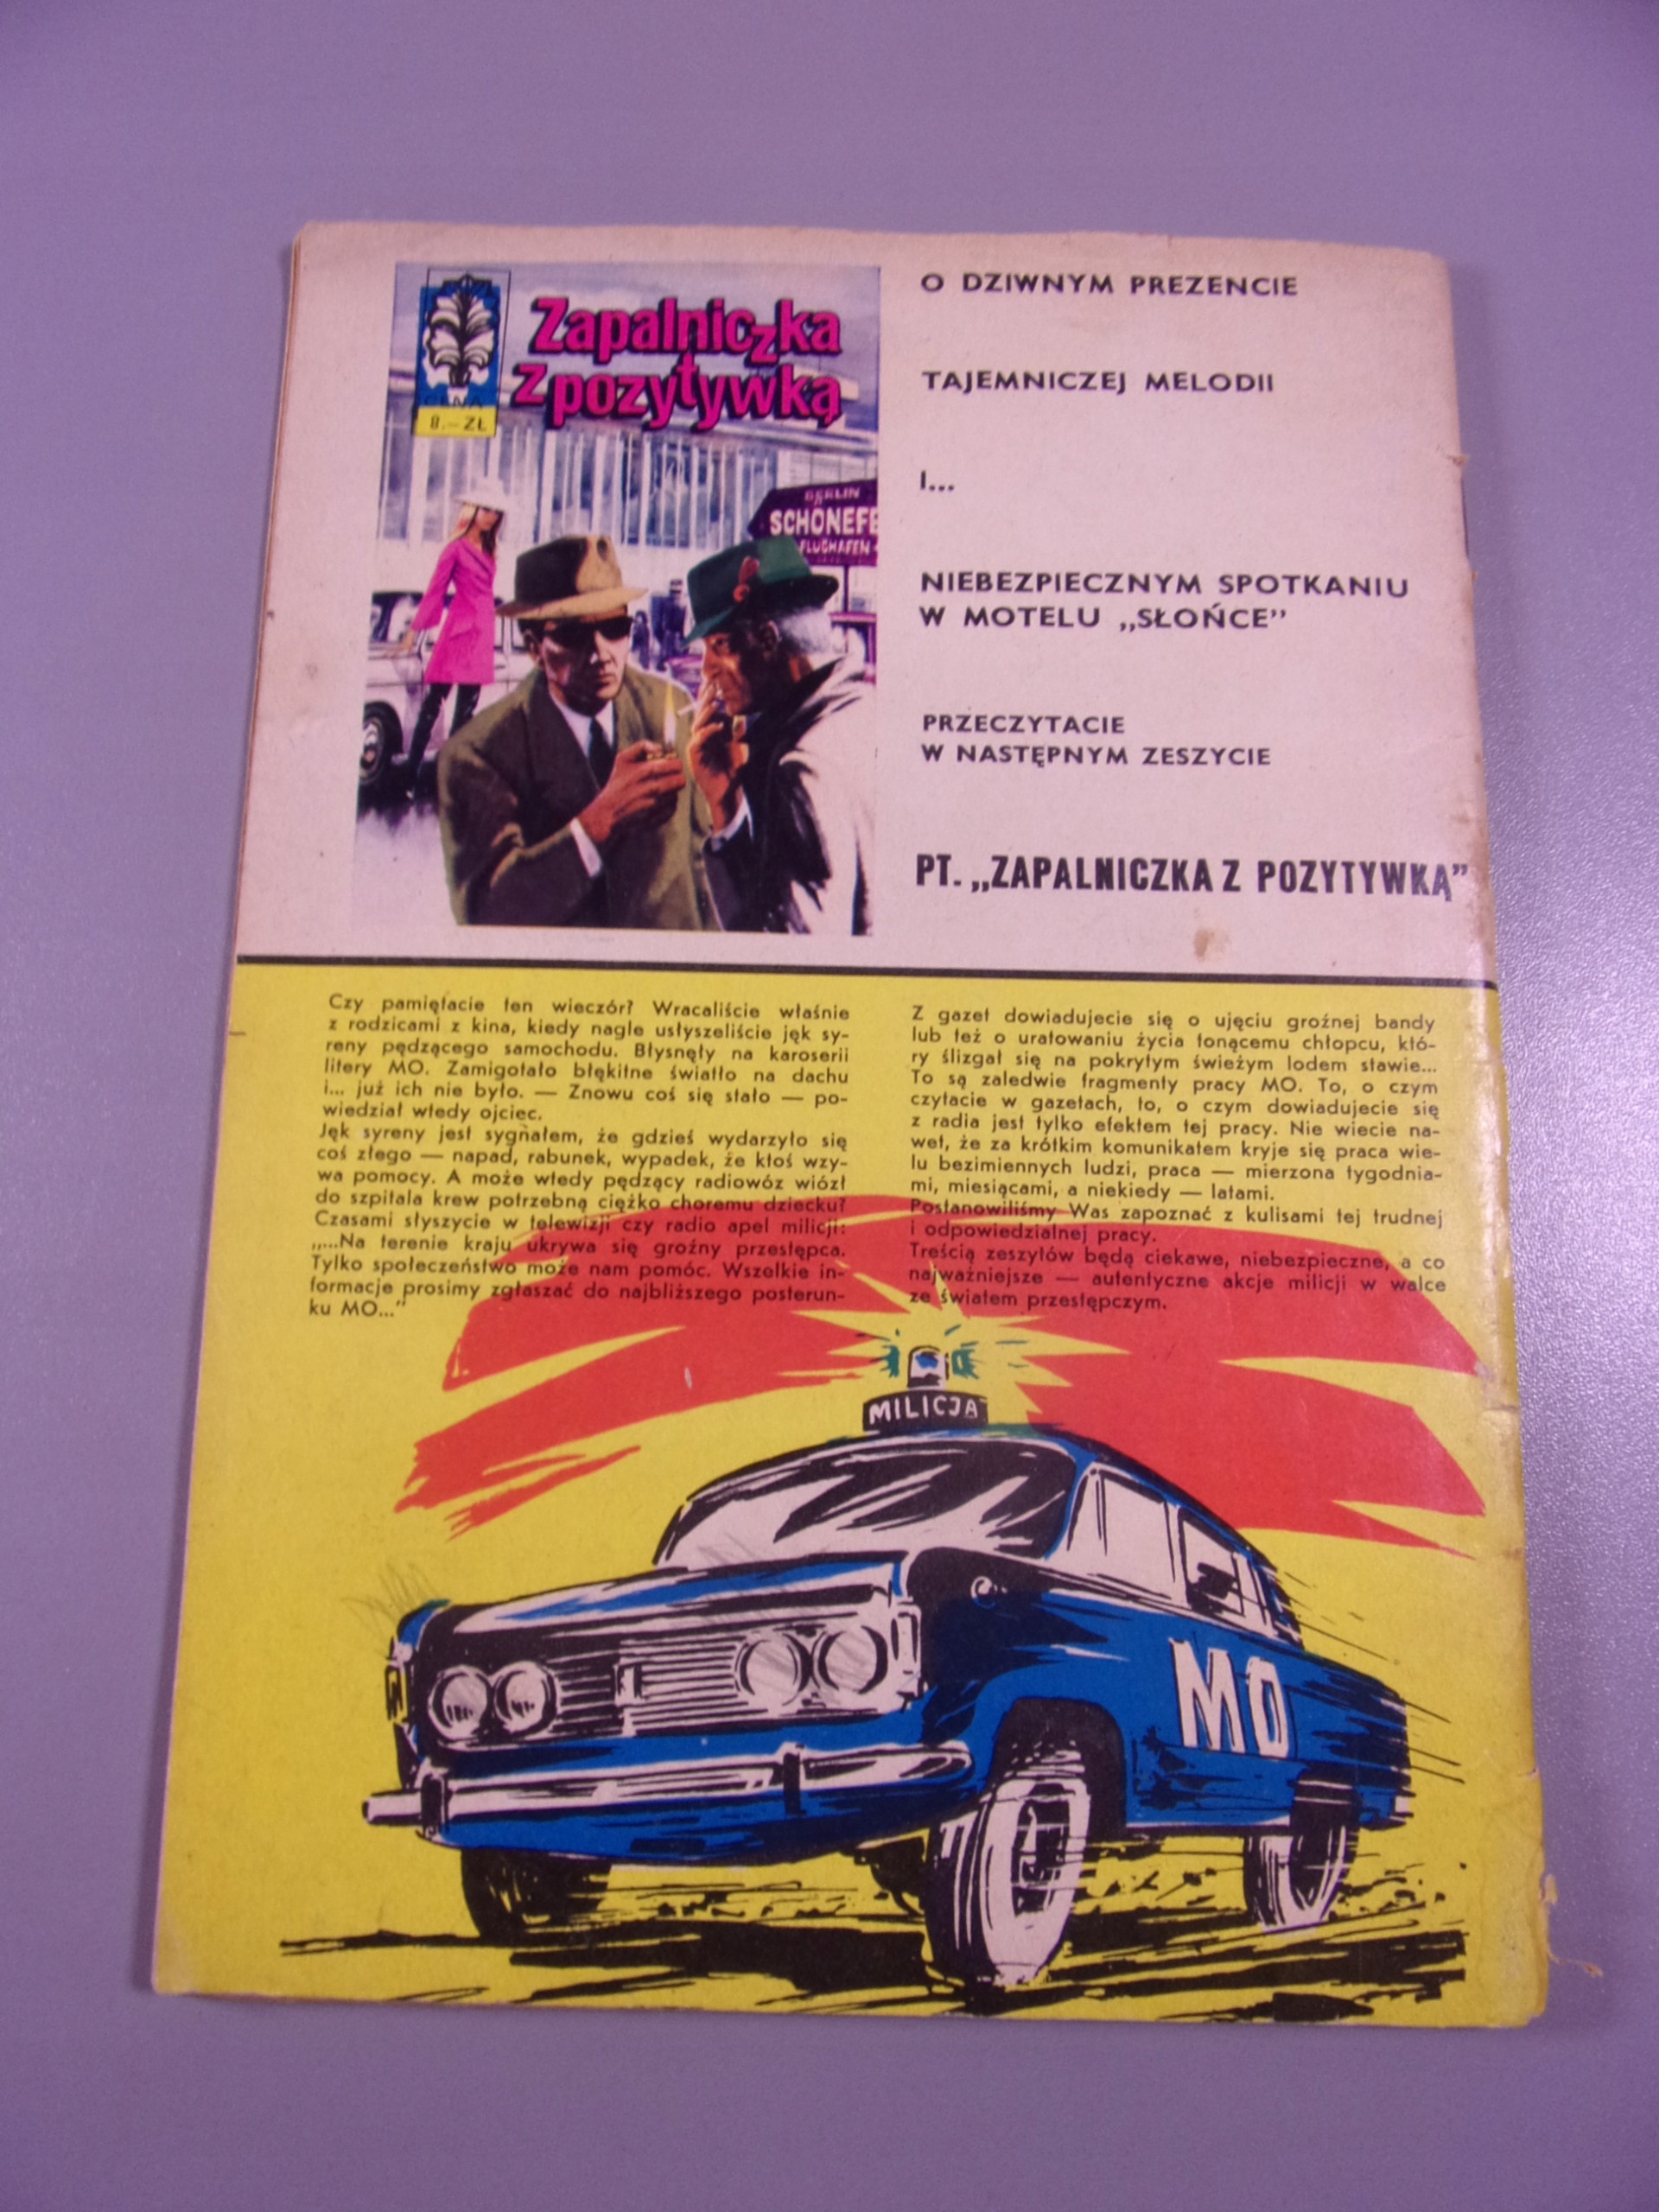 Zapalniczka
z pozytywką
CENA
8.— ZŁ
BERLIN
SCHÖNEFE
FLUGHAFEN
O DZIWNYM PREZENCIE
TAJEMNICZEJ MELODII
I...
NIEBEZPIECZNYM SPOTKANIU
W MOTELU „SŁOŃCE”
PRZECZYTACIE
W NASTĘPNYM ZESZYCIE
PT. „ZAPALNICZKA Z POZYTYWKĄ”
Czy pamiętacie ten wieczór? Wracaliście właśnie
z rodzicami z kina, kiedy nagle usłyszeliście jęk sy-
reny pędzącego samochodu. Błysnęły na karoserii
litery MO. Zamigotało błękitne światło na dachu
i... już ich nie było. — Znowu coś się stało — po-
wiedział wtedy ojciec.
Jęk syreny jest sygnałem, że gdzieś wydarzyło się
coś złego — napad, rabunek, wypadek, że ktoś wzy-
wa pomocy. A może wtedy pędzący radiowóz wiózł
do szpitala krew potrzebną ciężko choremu dziecku?
Czasami słyszycie w telewizji czy radio apel milicji:
„...Na terenie kraju ukrywa się groźny przestępca.
Tylko społeczeństwo może nam pomóc. Wszelkie in-
formacje prosimy zgłaszać do najbliższego posterun-
ku MO...”
Z gazet dowiadujecie się o ujęciu groźnej bandy
lub też o uratowaniu życia tonącemu chłopcu, któ-
ry ślizgał się na pokrytym świeżym lodem stawie...
To są zaledwie fragmenty pracy MO. To, o czym
czytacie w gazetach, to, o czym dowiadujecie się
z radia jest tylko efektem tej pracy. Nie wiecie na-
wet, że za krótkim komunikatem kryje się praca wie-
lu bezimiennych ludzi, praca — mierzona tygodnia-
mi, miesiącami, a niekiedy — latami.
Postanowiliśmy Was zapoznać z kulisami tej trudnej
i odpowiedzialnej pracy.
Treścią zeszytów będą ciekawe, niebezpieczne, a co
najważniejsze — autentyczne akcje milicji w walce
ze światem przestępczym.
MILICJA
MO